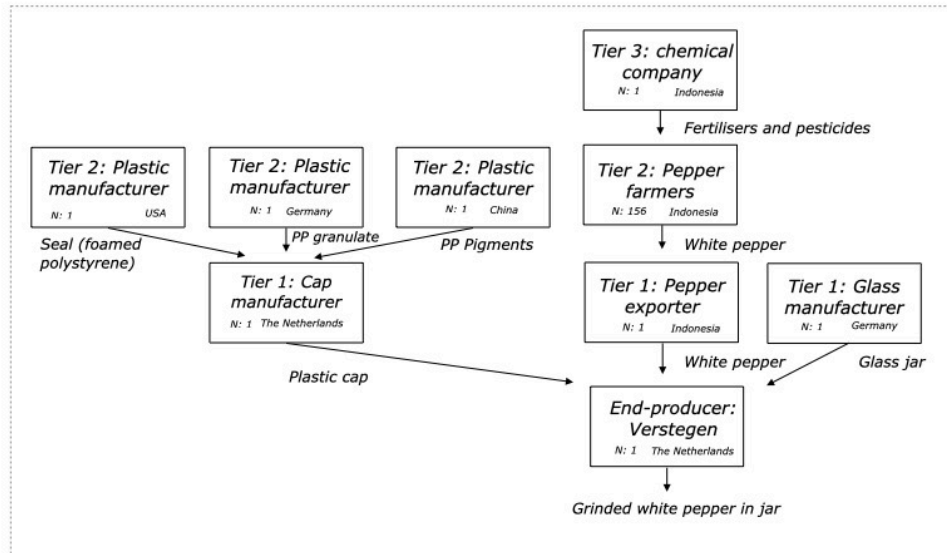 Tier 3: chemical
company
N: 1 Indonesia
Fertilisers and pesticides
Tier 2: Plastic
manufacturer
N: 1 USA
Tier 2: Plastic
manufacturer
N: 1 Germany
Tier 2: Plastic
manufacturer
N: 1 China
Tier 2: Pepper
farmers
N: 156 Indonesia
Seal (foamed
polystyrene)
PP granulate
PP Pigments
White pepper
Tier 1: Cap
manufacturer
N: 1 The Netherlands
Tier 1: Pepper
exporter
N: 1 Indonesia
Tier 1: Glass
manufacturer
N: 1 Germany
Plastic cap
White pepper
Glass jar
End-producer:
Verstegen
N: 1 The Netherlands
Grinded white pepper in jar